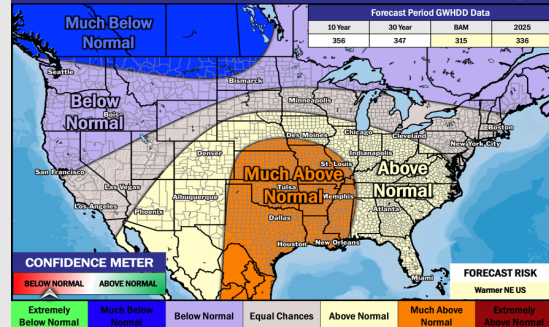 Forecast Period GWHDD Data
10 Year 30 Year BAM 2025
356 347 315 336
Much Below
Normal
Seattle
Bismarck
Below
Normal
Bois
Minneapolis
Boston
Des Moines
Chicago
Cleveland
New York City
Denver
Indianapolis
San Francisco
St. Louis
Above
Normal
Much Above
Normal
Las Vegas
Tulsa
Memphis
Los Angeles
Albuquerque
Phoenix
Atlanta
Dallas
Houston
New Orleans
Miami
CONFIDENCE METER
BELOW NORMAL ABOVE NORMAL
FORECAST RISK
Warmer NE US
Extremely
Below Normal
Much Below
Normal
Below Normal
Equal Chances
Above Normal
Much Above
Normal
Extremely
Above Normal